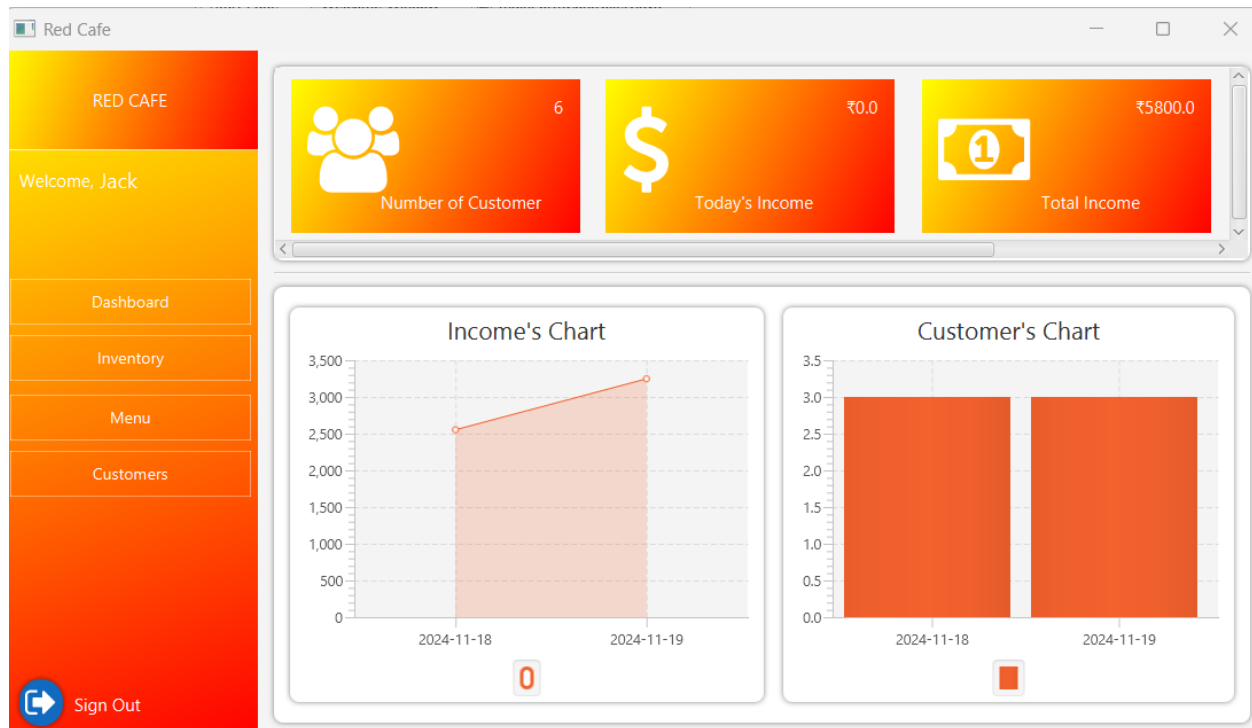 Red Cafe
RED CAFE
Welcome, Jack
Dashboard
Inventory
Menu
Customers
Sign Out
6
Number of Customer
₹0.0
Today's Income
₹5800.0
1
Total Income
Income's Chart
3,500
3,000
2,500
2,000
1,500
1,000
500
0
2024-11-18 2024-11-19
Customer's Chart
3.5
3.0
2.5
2.0
1.5
1.0
0.5
0.0
2024-11-18 2024-11-19